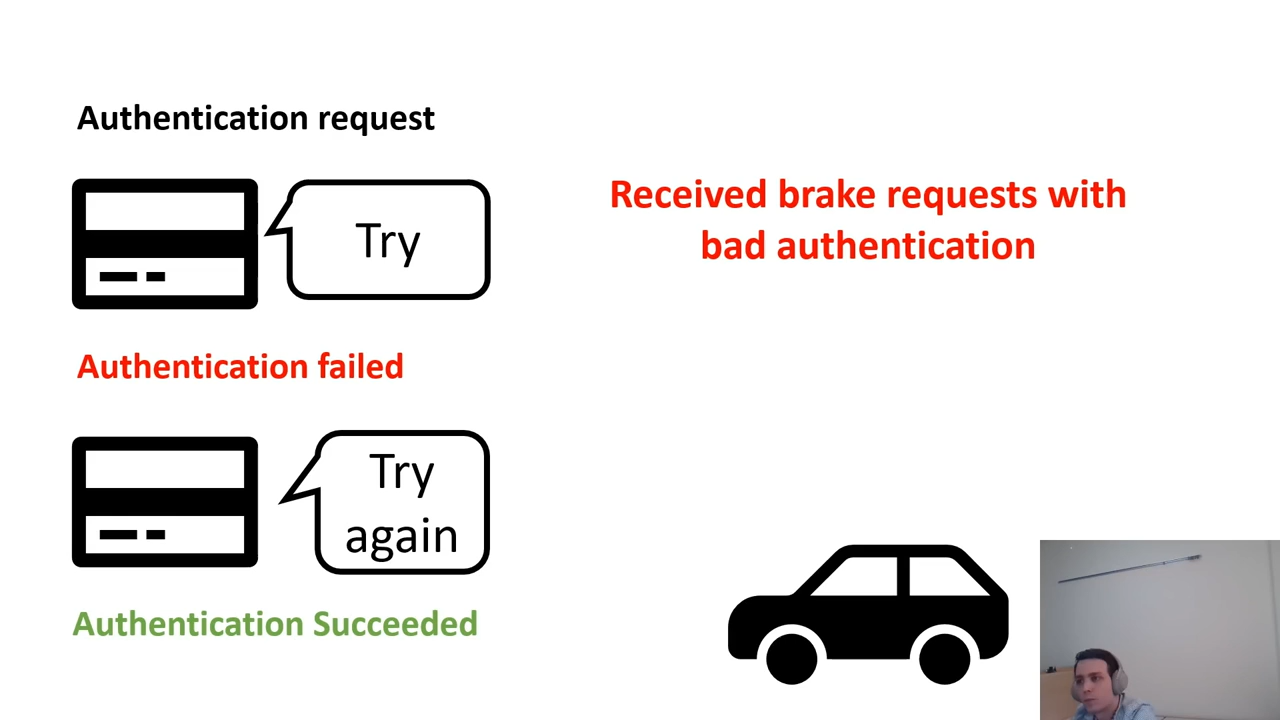 Authentication request
Try
Authentication failed
Try
again
Authentication Succeeded
Received brake requests with
bad authentication